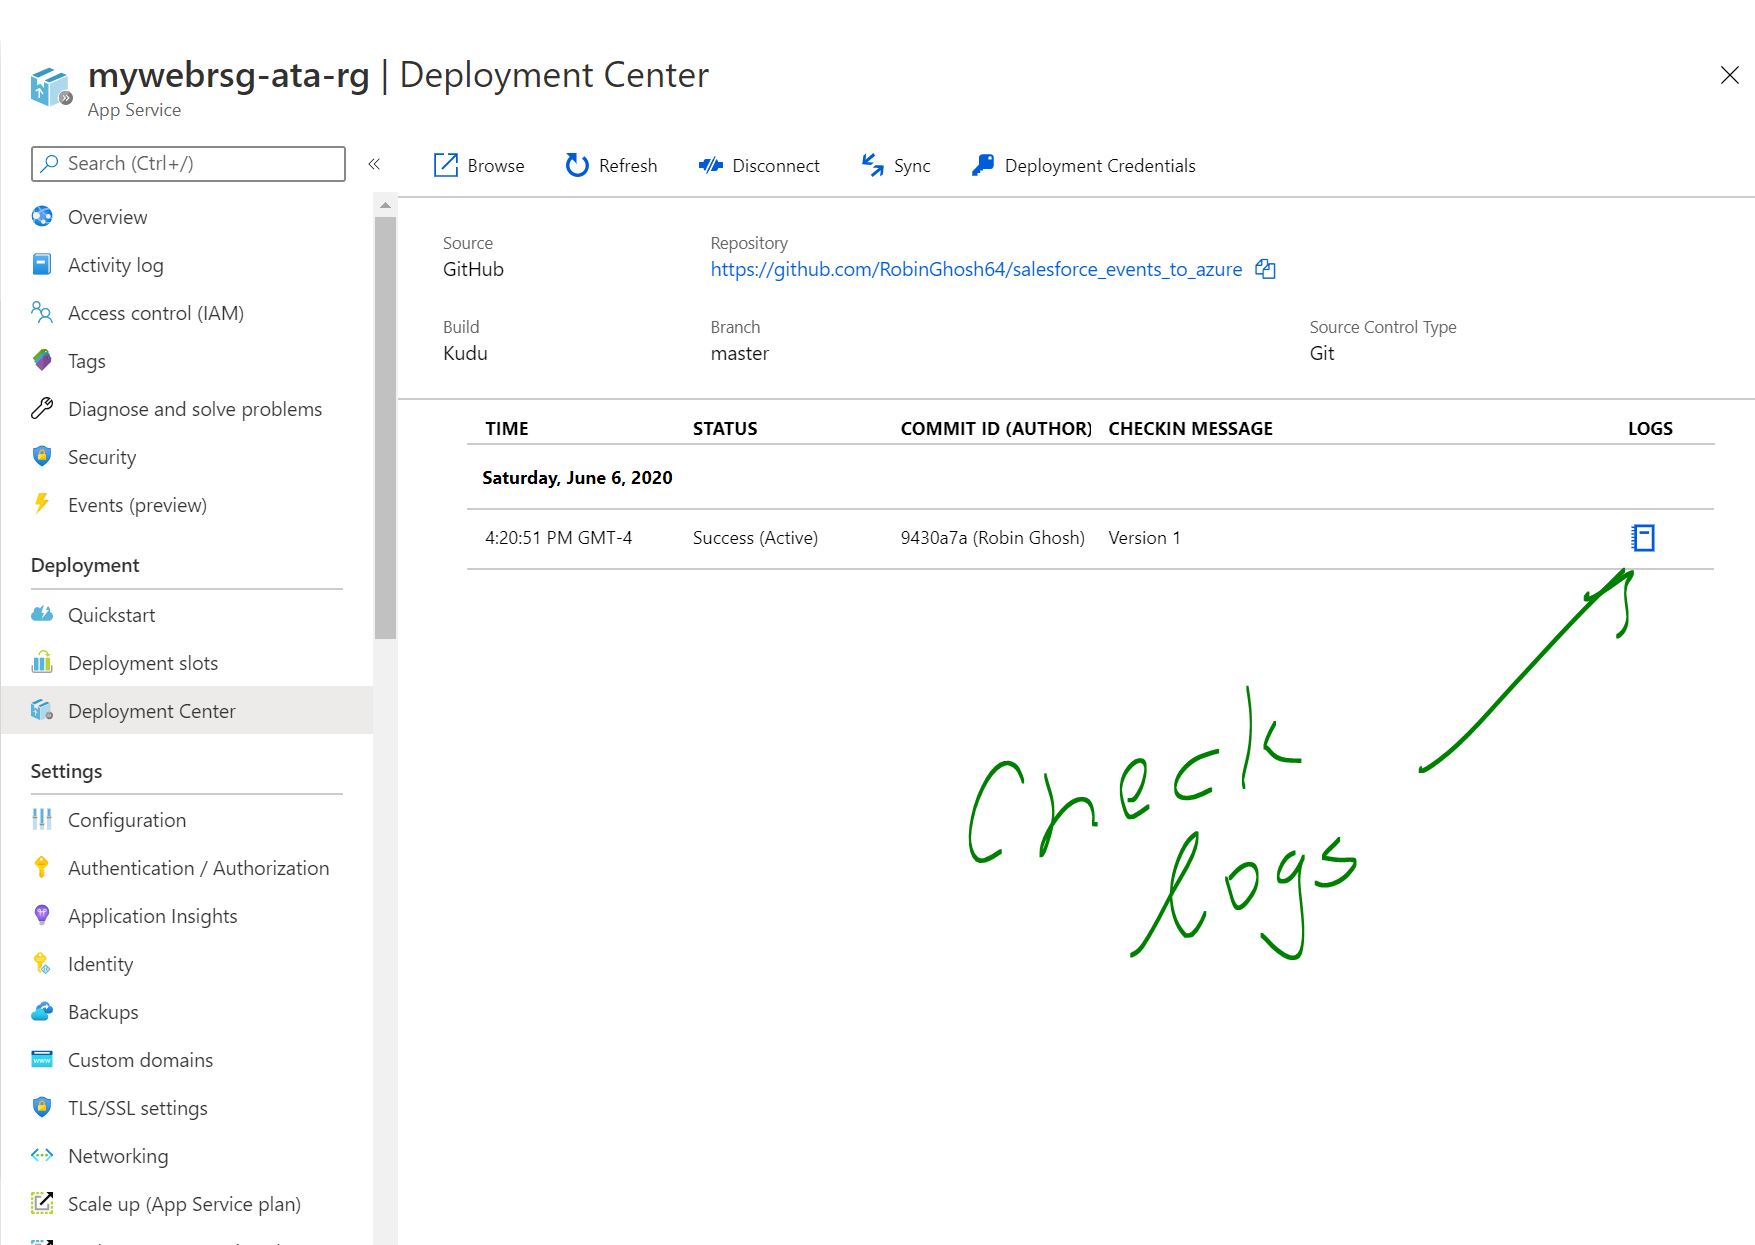 mywebrsg-ata-rg | Deployment Center
App Service
Search (Ctrl+/)
«
Browse
Refresh
Disconnect
Sync
Deployment Credentials
Overview
Activity log
Access control (IAM)
Tags
Diagnose and solve problems
Security
Events (preview)
Deployment
Quickstart
Deployment slots
Deployment Center
Settings
Configuration
Authentication / Authorization
Application Insights
Identity
Backups
Custom domains
TLS/SSL settings
Networking
Scale up (App Service plan)
Source
GitHub
Repository
https://github.com/RobinGhosh64/salesforce_events_to_azure
Build
Kudu
Branch
master
Source Control Type
Git
TIME STATUS COMMIT ID (AUTHOR) CHECKIN MESSAGE LOGS
Saturday, June 6, 2020
4:20:51 PM GMT-4 Success (Active) 9430a7a (Robin Ghosh) Version 1
Check
logs